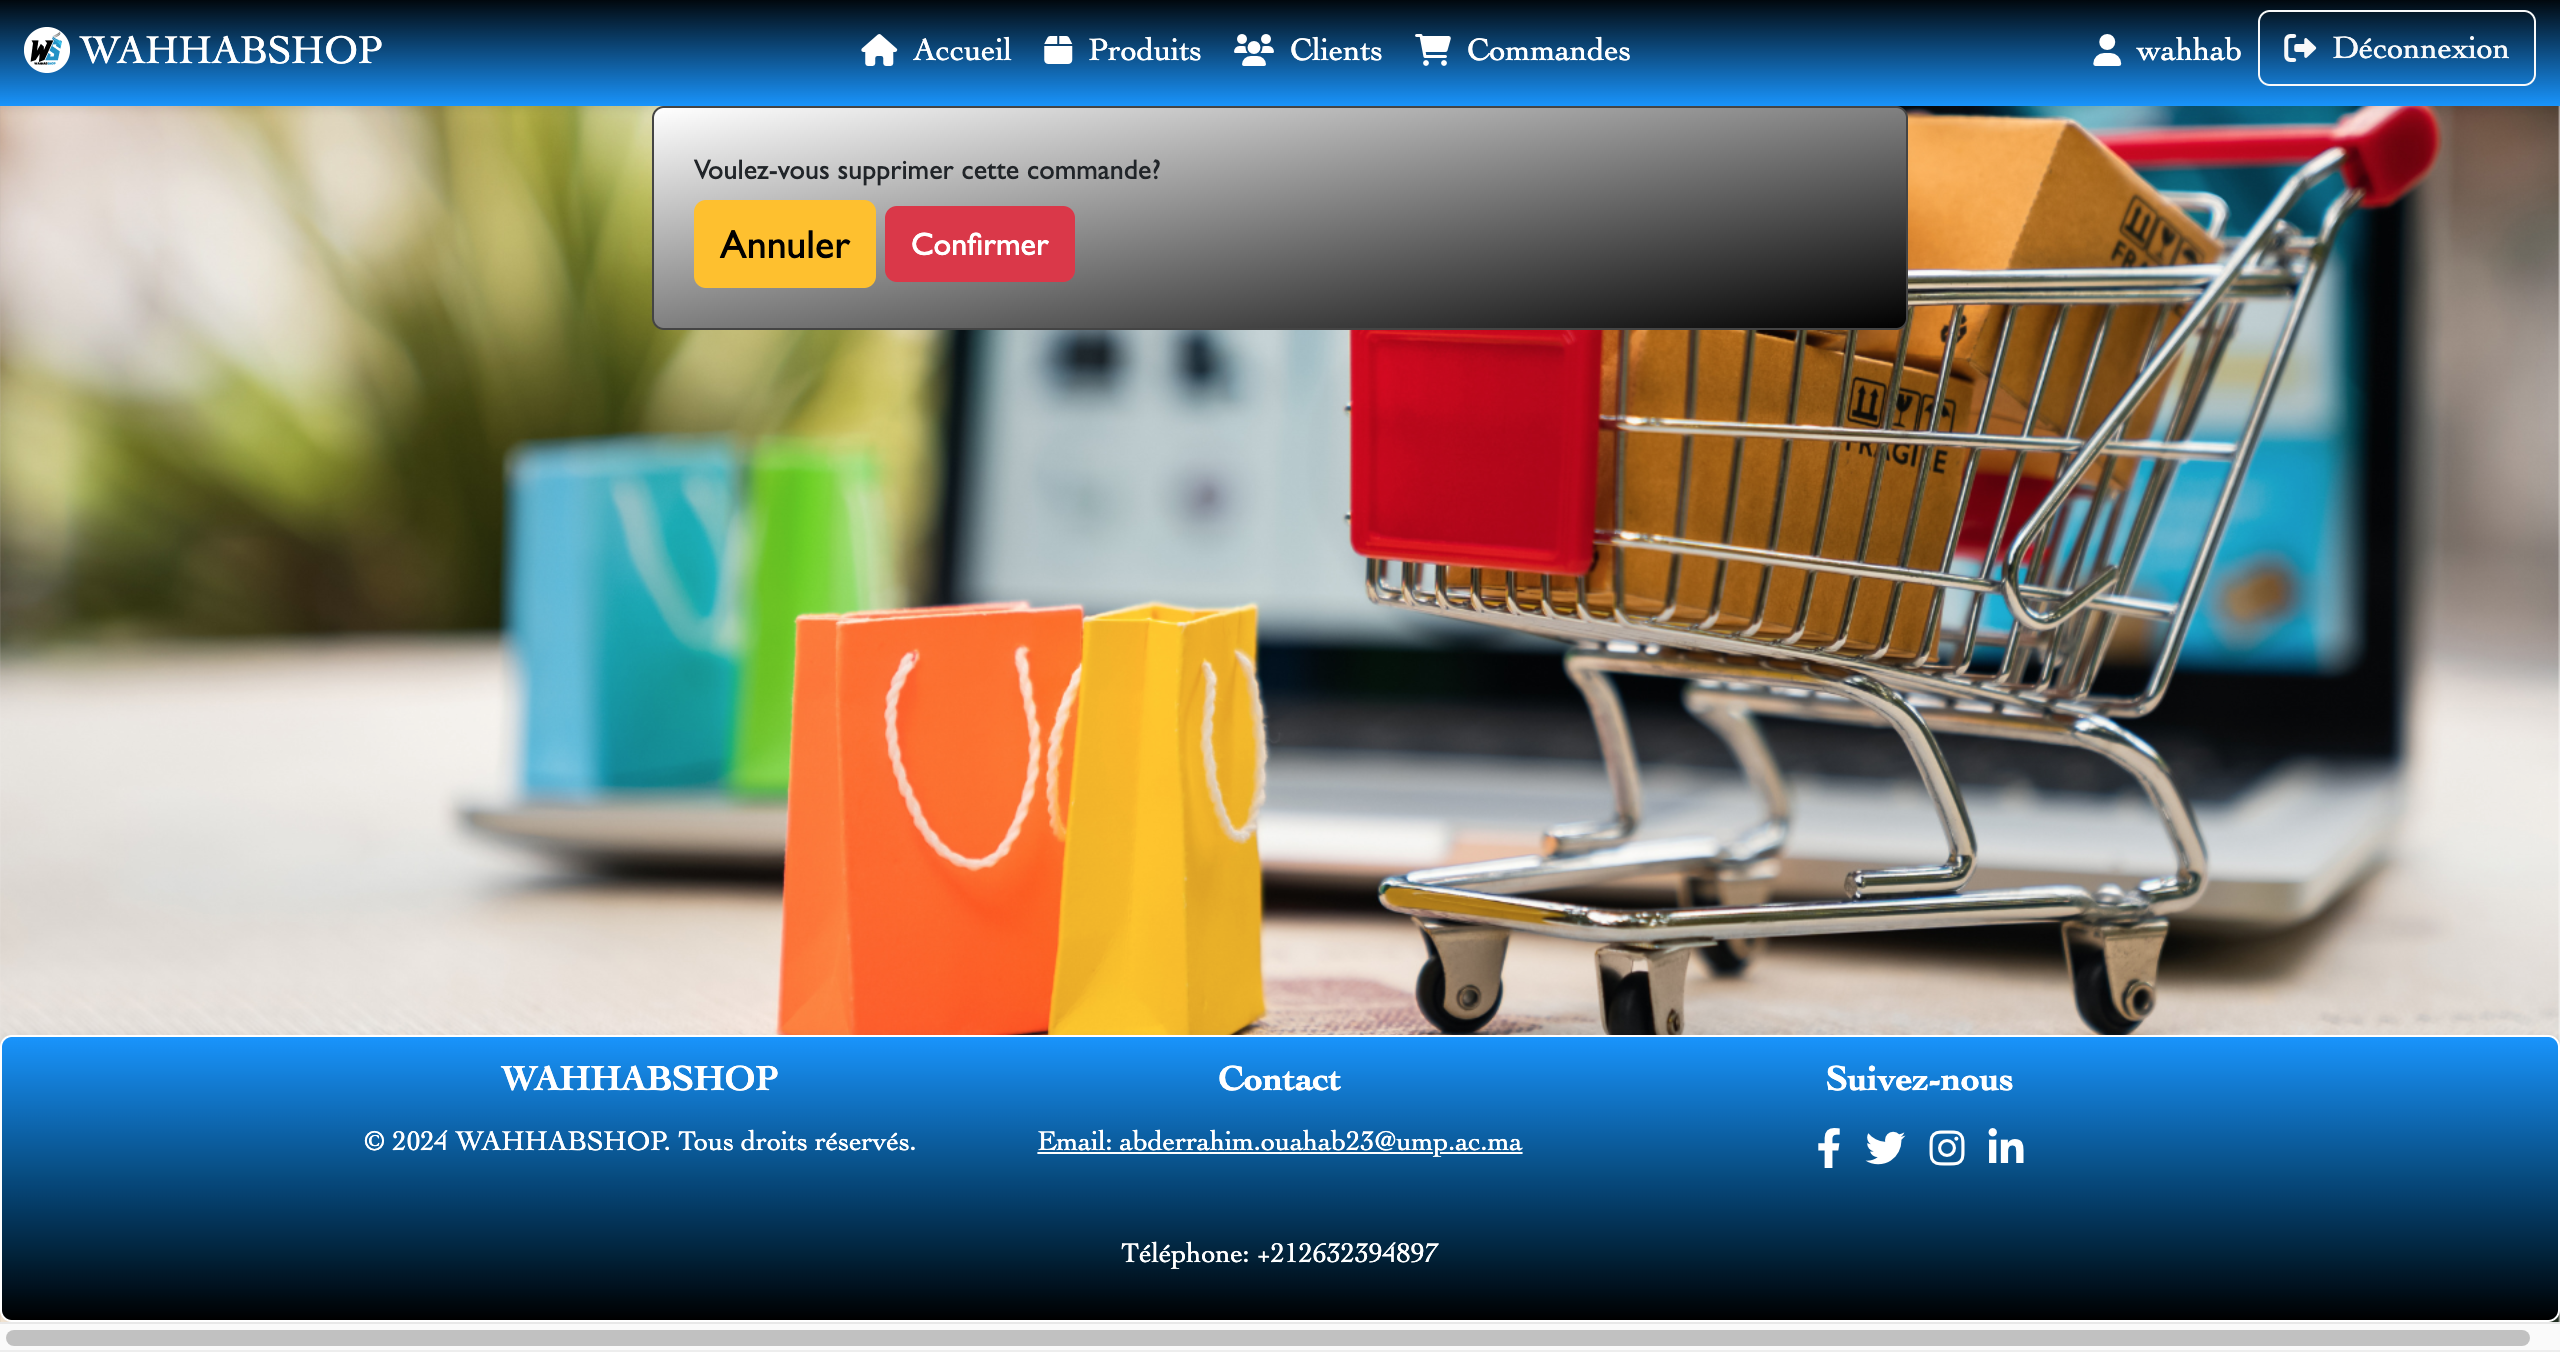 WS WAHHABSHOP Accueil Produits Clients Commandes wahhab Déconnexion
Voulez-vous supprimer cette commande?
Annuler Confirmer
FRAGILE
WAHHABSHOP Contact Suivez-nous
© 2024 WAHHABSHOP. Tous droits réservés. Email: abderrahim.ouahab23@ump.ac.ma
Téléphone: +212632394897